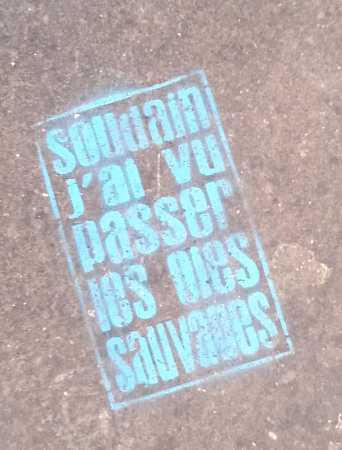 soudain
j'ai vu
passer
les oies
sauvages